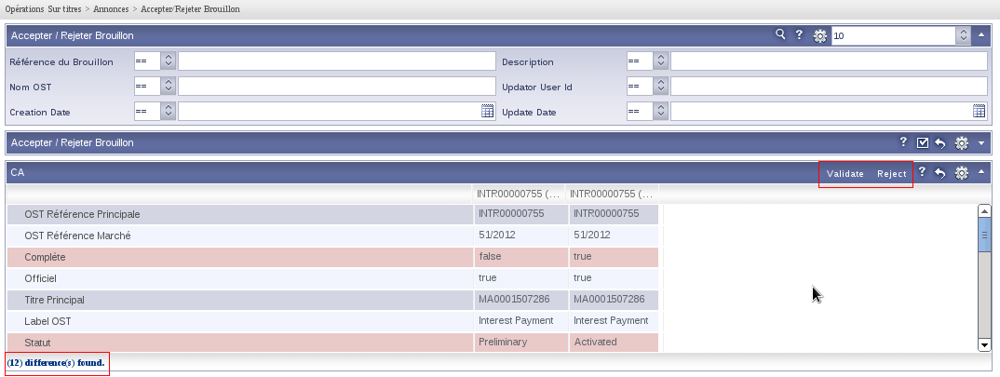 Opérations Sur titres > Annonces > Accepter/Rejeter Brouillon
Accepter / Rejeter Brouillon ? 10
Référence du Brouillon == Description ==
Nom OST == Updator User Id ==
Creation Date == Update Date ==
Accepter / Rejeter Brouillon ?
CA Validate Reject ?
INTR00000755 (... INTR00000755 (...
OST Référence Principale INTR00000755 INTR00000755
OST Référence Marché 51/2012 51/2012
Complète false true
Officiel true true
Titre Principal MA0001507286 MA0001507286
Label OST Interest Payment Interest Payment
Statut Preliminary Activated
(12) difference(s) found.